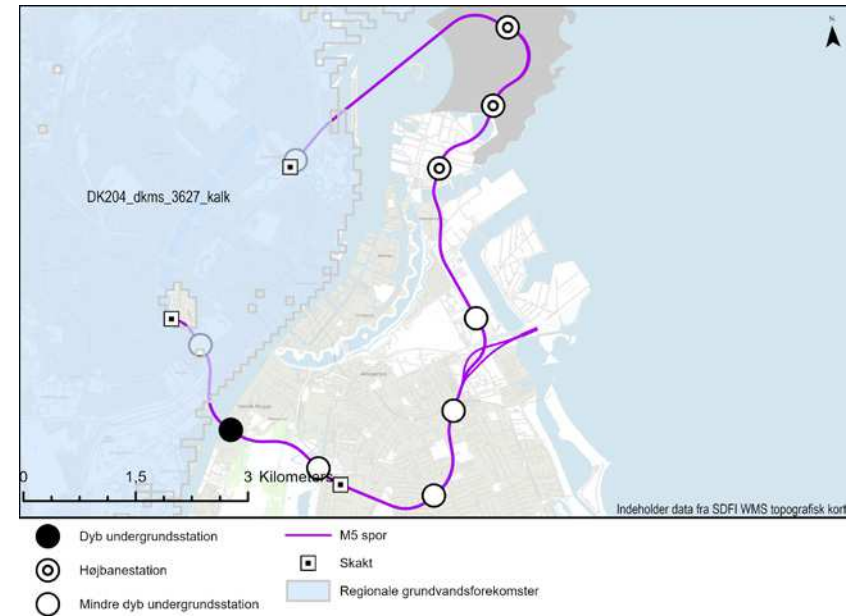 N
DK204_dkms_3627_kalk
0 1,5 3 Kilometers
Indeholder data fra SDFI WMS topografisk kort
Dyb undergrundsstation
M5 spor
Højbanestation
Skakt
Mindre dyb undergrundsstation
Regionale grundvandsforekomster